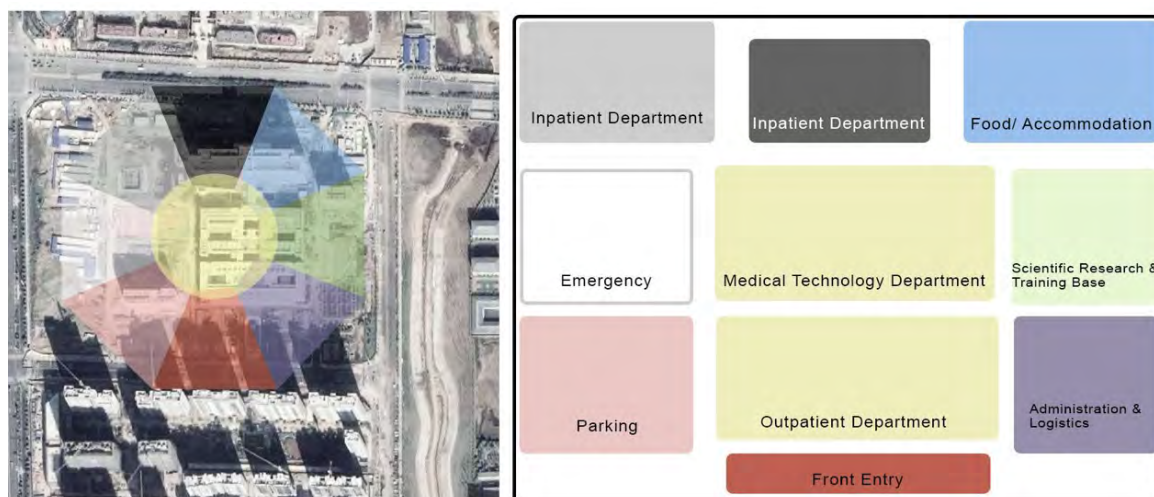 Inpatient Department
Inpatient Department
Food/ Accommodation
Emergency
Medical Technology Department
Scientific Research &
Training Base
Parking
Outpatient Department
Administration &
Logistics
Front Entry